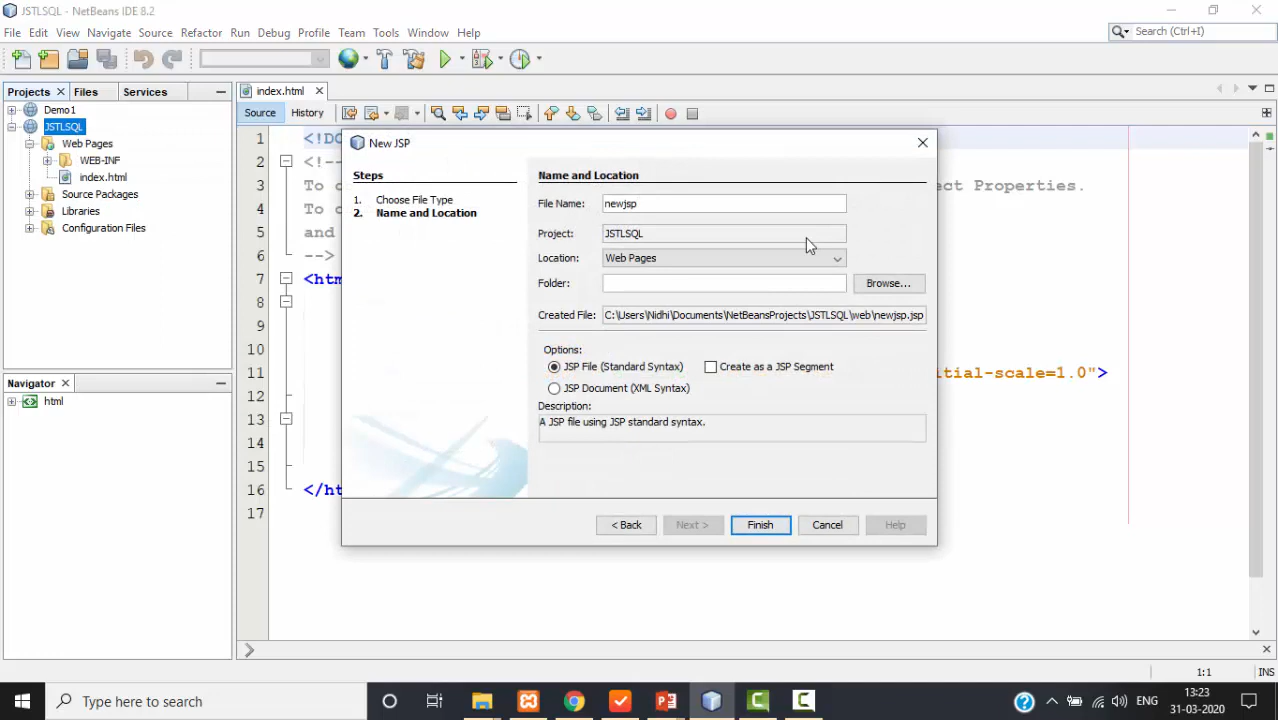 JSTLSQL - NetBeans IDE 8.2
File Edit View Navigate Source Refactor Run Debug Profile Team Tools Window Help
Search (Ctrl+I)
Projects Files Services
index.html
Source History
Demo1
JSTLSQL
Web Pages
WEB-INF
index.html
Source Packages
Libraries
Configuration Files
Navigator
html
1 <!DO
2 <!--
3 To c
ct Properties.
4 To c
5 and
6 -->
7 <htm
8
9
10
11
itial-scale=1.0">
12
13
14
15
16 </ht
17
New JSP
Steps
1. Choose File Type
2. Name and Location
Name and Location
File Name: newjsp
Project: JSTLSQL
Location: Web Pages
Folder:
Browse...
Created File: C:\Users\Nidhi\Documents\NetBeansProjects\JSTLSQL\web\newjsp.jsp
Options:
JSP File (Standard Syntax) Create as a JSP Segment
JSP Document (XML Syntax)
Description:
A JSP file using JSP standard syntax.
< Back Next > Finish Cancel Help
1:1 INS
Type here to search
ENG
13:23
31-03-2020